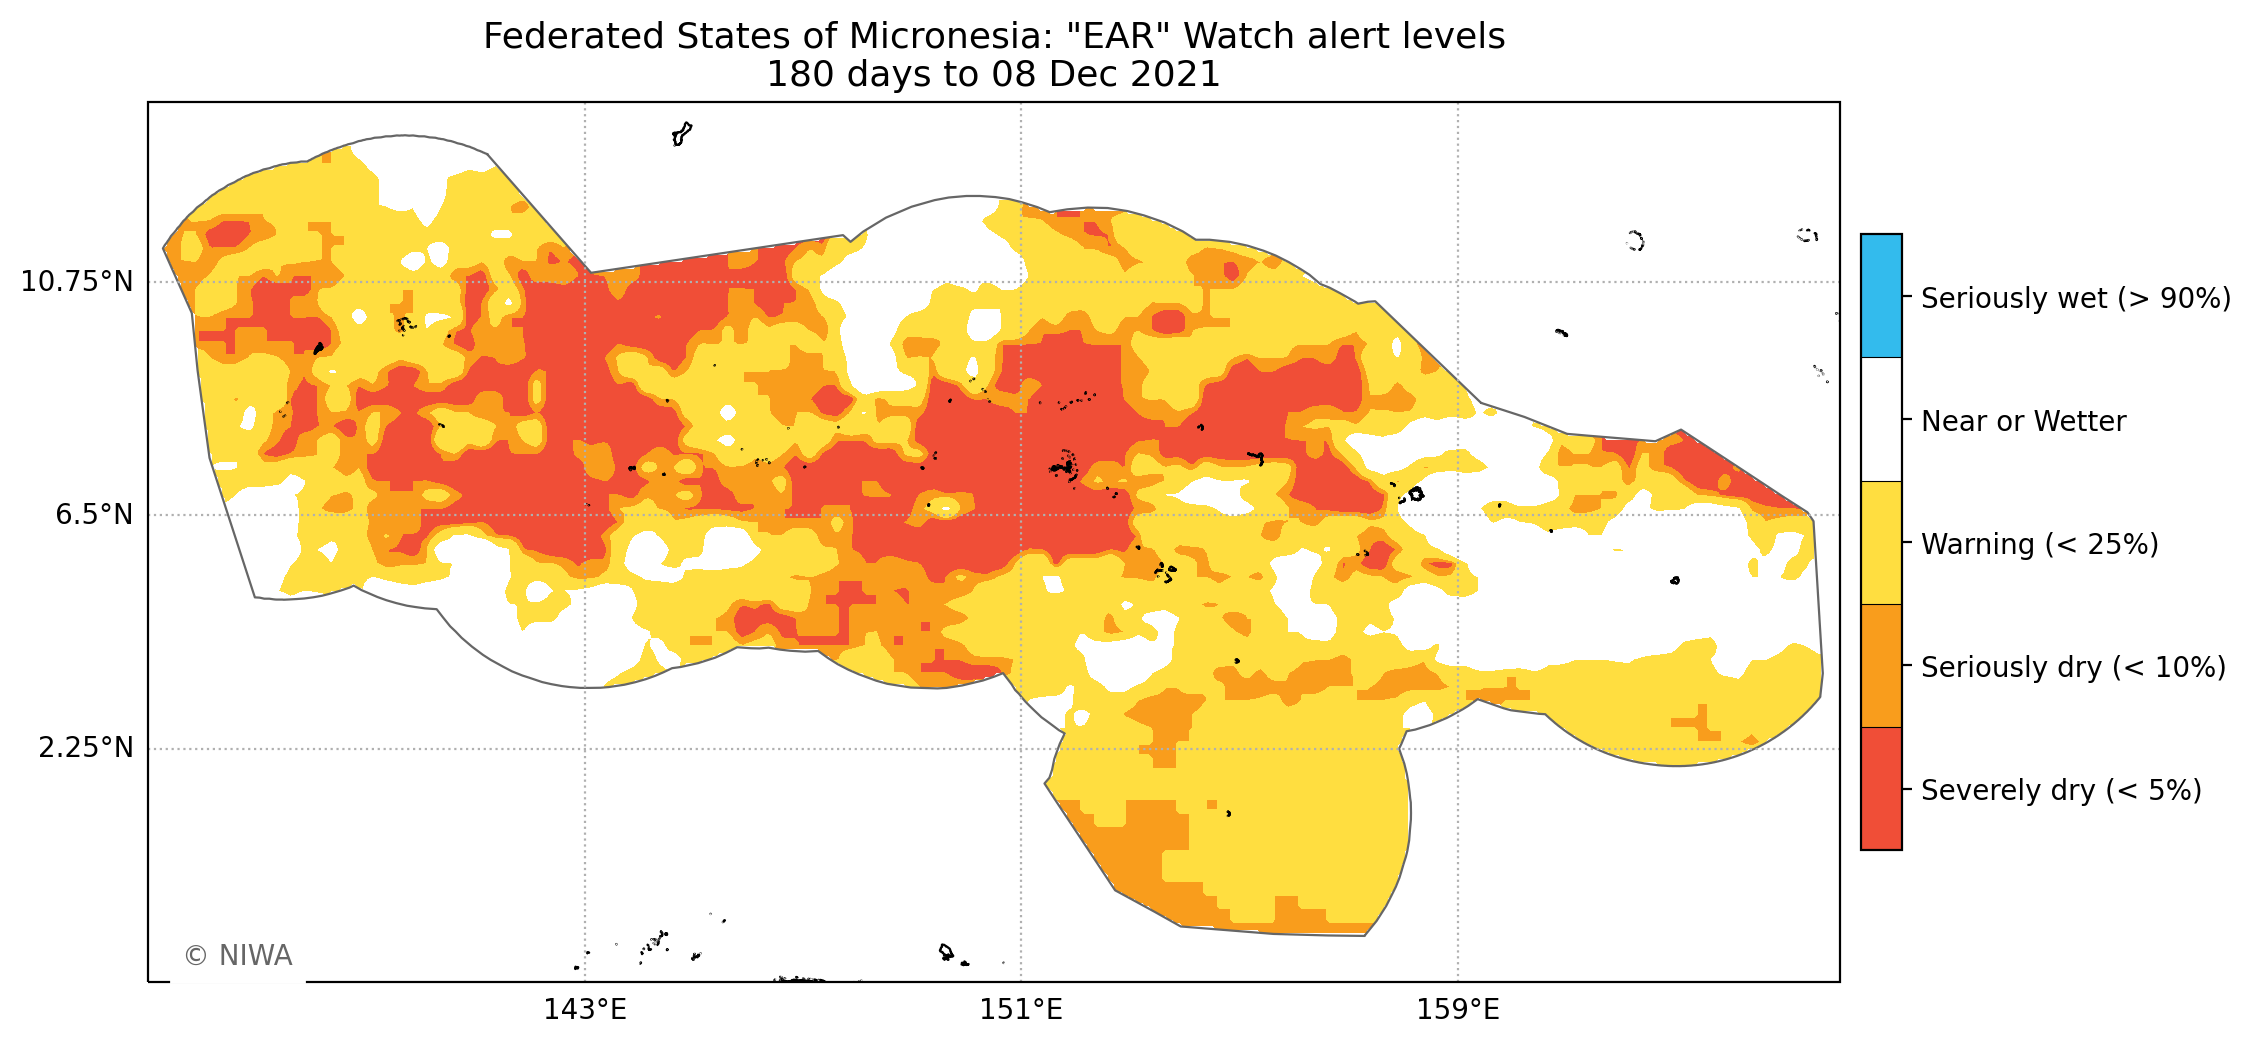 Federated States of Micronesia: "EAR" Watch alert levels
180 days to 08 Dec 2021
10.75°N
6.5°N
2.25°N
143°E
151°E
159°E
© NIWA
Seriously wet (> 90%)
Near or Wetter
Warning (< 25%)
Seriously dry (< 10%)
Severely dry (< 5%)